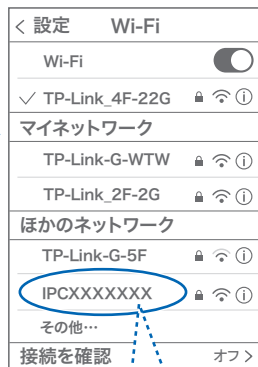 < 設定 Wi-Fi
Wi-Fi
✓ TP-Link_4F-22G
マイネットワーク
TP-Link-G-WTW
TP-Link_2F-2G
ほかのネットワーク
TP-Link-G-5F
IPCXXXXXXX
その他…
接続を確認 オフ >